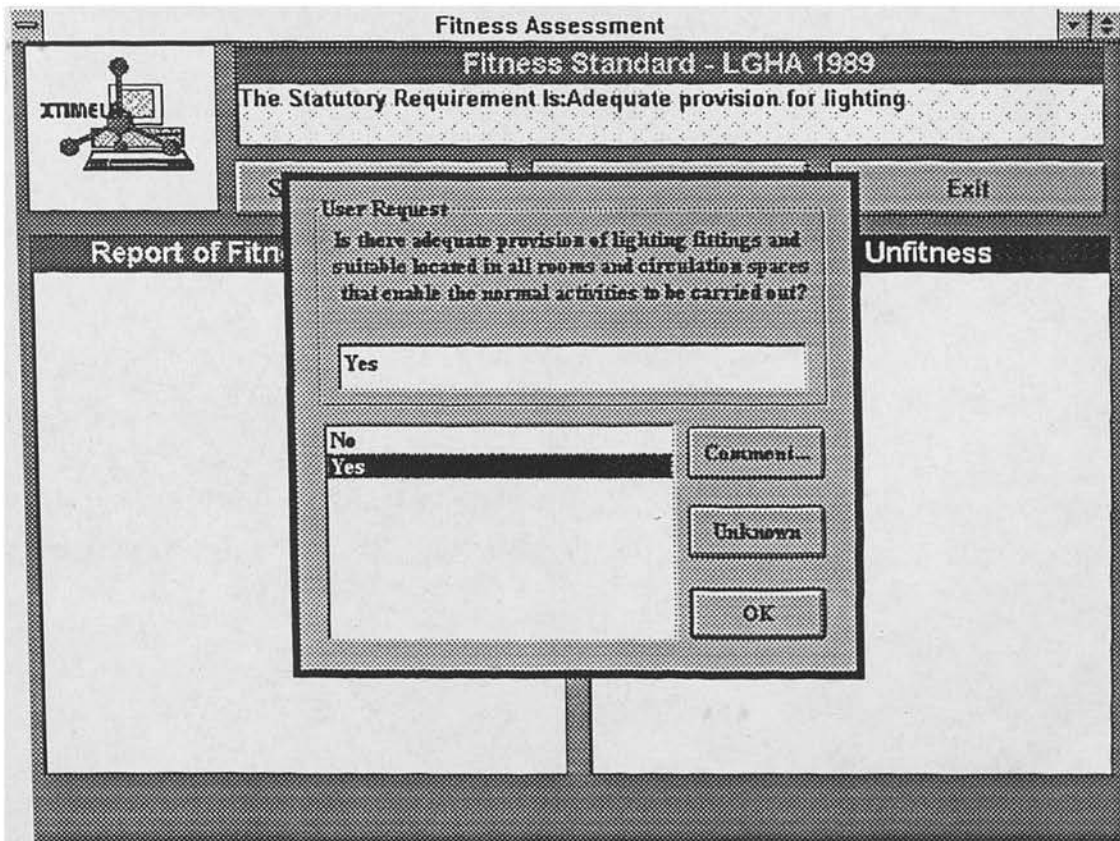 Fitness Assessment
Fitness Standard - LGHA 1989
The Statutory Requirement Is:Adequate provision for lighting
Exit
User Request
Is there adequate provision of lighting fittings and
suitable located in all rooms and circulation spaces
that enable the normal activities to be carried out?
Yes
No
Yes
Comment...
Unknown
OK
Report of
Unfitness